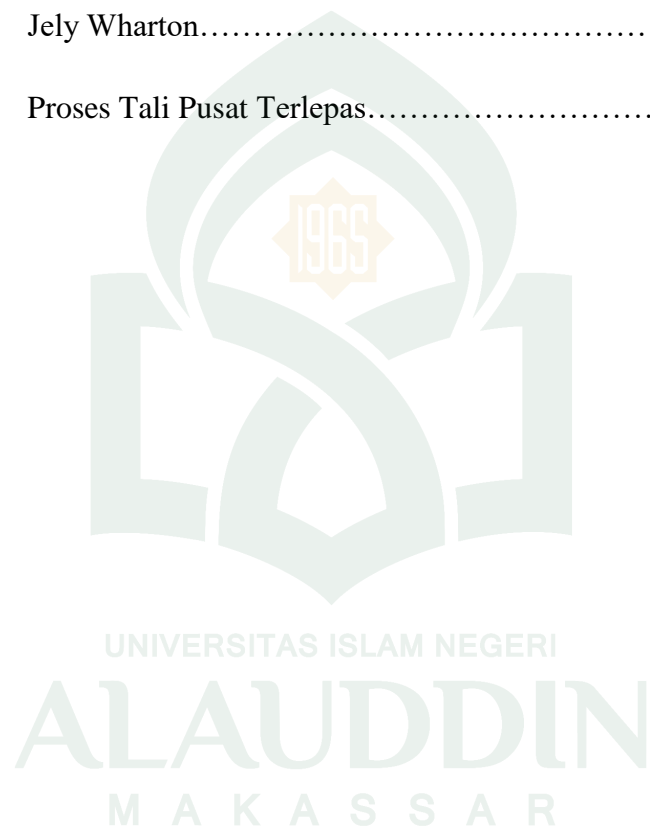 Jely Wharton……………………………………
Proses Tali Pusat Terlepas………………………
1965
UNIVERSITAS ISLAM NEGERI
ALAUDDIN
MAKASSAR